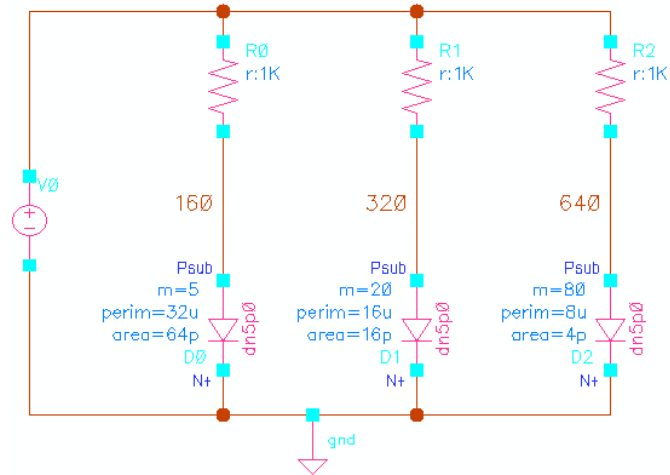 R0
r:1K
R1
r:1K
R2
r:1K
V0
+
−
160
320
640
Psub
m=5
perim=32u
area=64p
dn5p0
D0
N+
Psub
m=20
perim=16u
area=16p
dn5p0
D1
N+
Psub
m=80
perim=8u
area=4p
dn5p0
D2
N+
gnd